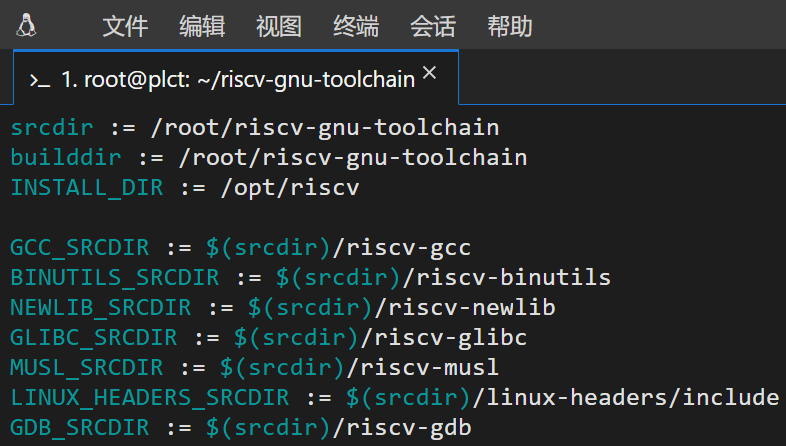 文件 编辑 视图 终端 会话 帮助
>_ 1. root@plct: ~/riscv-gnu-toolchain ×
srcdir := /root/riscv-gnu-toolchain
builddir := /root/riscv-gnu-toolchain
INSTALL_DIR := /opt/riscv
GCC_SRCDIR := $(srcdir)/riscv-gcc
BINUTILS_SRCDIR := $(srcdir)/riscv-binutils
NEWLIB_SRCDIR := $(srcdir)/riscv-newlib
GLIBC_SRCDIR := $(srcdir)/riscv-glibc
MUSL_SRCDIR := $(srcdir)/riscv-musl
LINUX_HEADERS_SRCDIR := $(srcdir)/linux-headers/include
GDB_SRCDIR := $(srcdir)/riscv-gdb